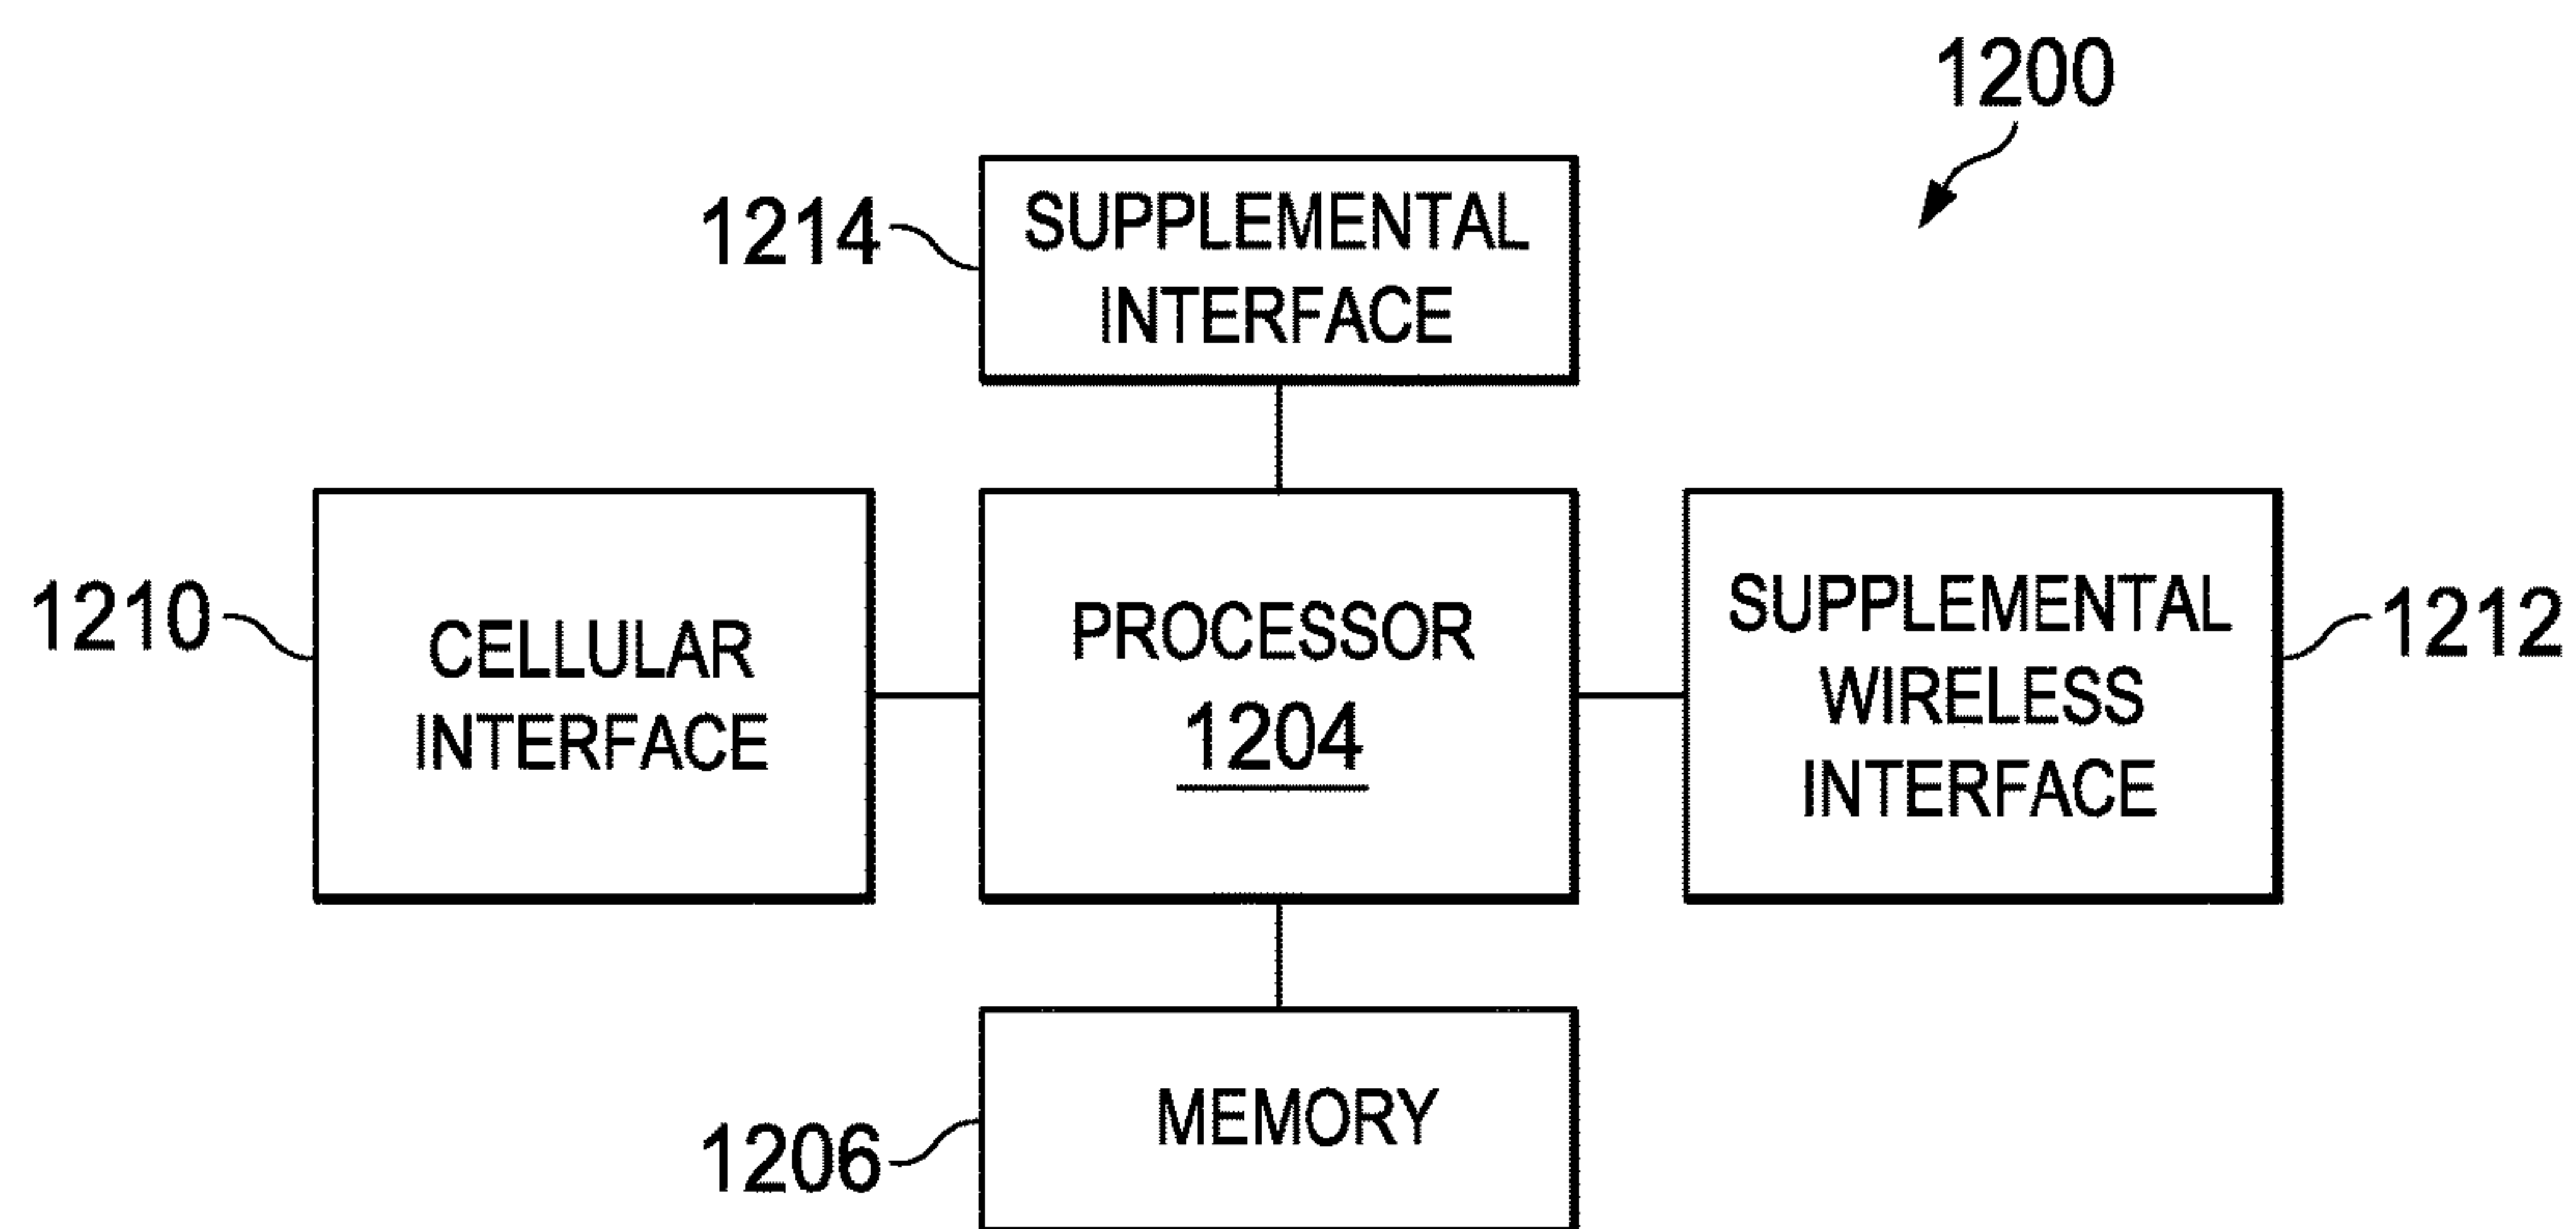 1200
1214
SUPPLEMENTAL
INTERFACE
1210
CELLULAR
INTERFACE
PROCESSOR
1204
SUPPLEMENTAL
WIRELESS
INTERFACE
1212
1206
MEMORY